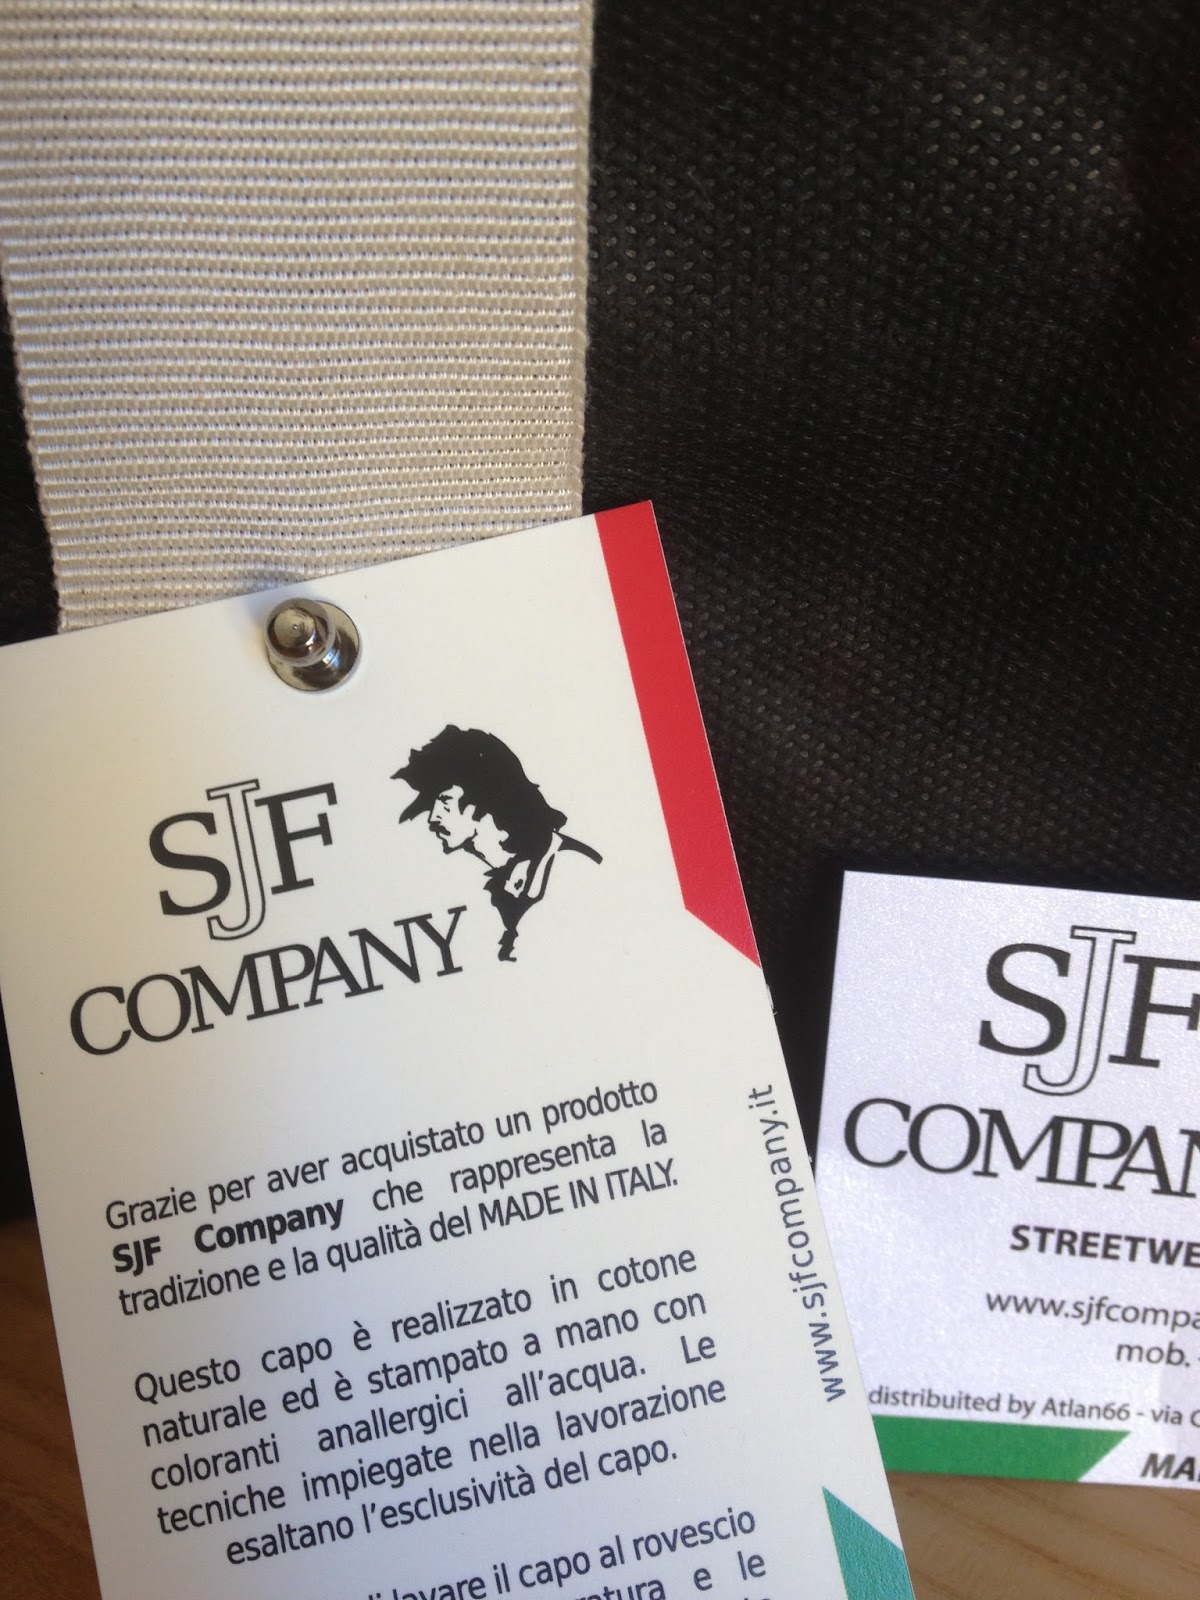 SJF
COMPANY
Grazie per aver acquistato un prodotto
SJF Company che rappresenta la
tradizione e la qualità del MADE IN ITALY.
Questo capo è realizzato in cotone
naturale ed è stampato a mano con
coloranti anallergici all'acqua. Le
tecniche impiegate nella lavorazione
esaltano l'esclusività del capo.
lavare il capo al rovescio
e le
www.sjfcompany.it
SJF
COMPAN
STREETWE
www.sjfcompa
mob.
distribuited by Atlan66 - via
MA